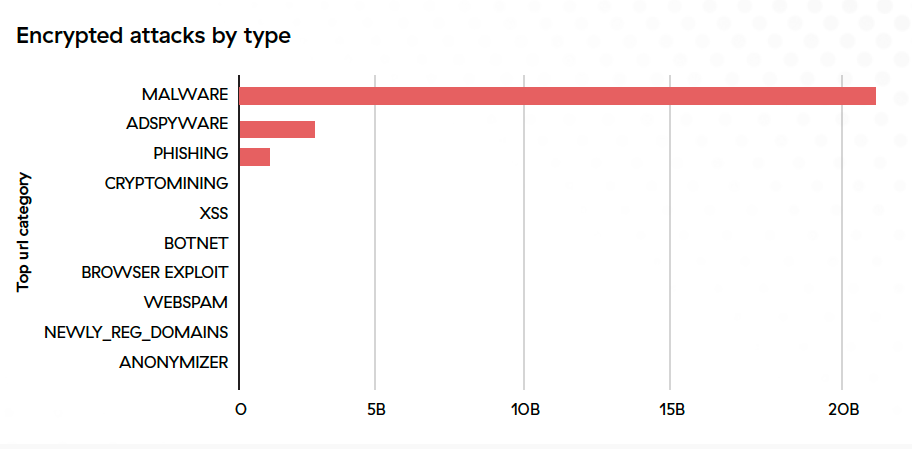 Encrypted attacks by type
Top url category
MALWARE
ADSPYWARE
PHISHING
CRYPTOMINING
XSS
BOTNET
BROWSER EXPLOIT
WEBSPAM
NEWLY_REG_DOMAINS
ANONYMIZER
0 5B 10B 15B 20B